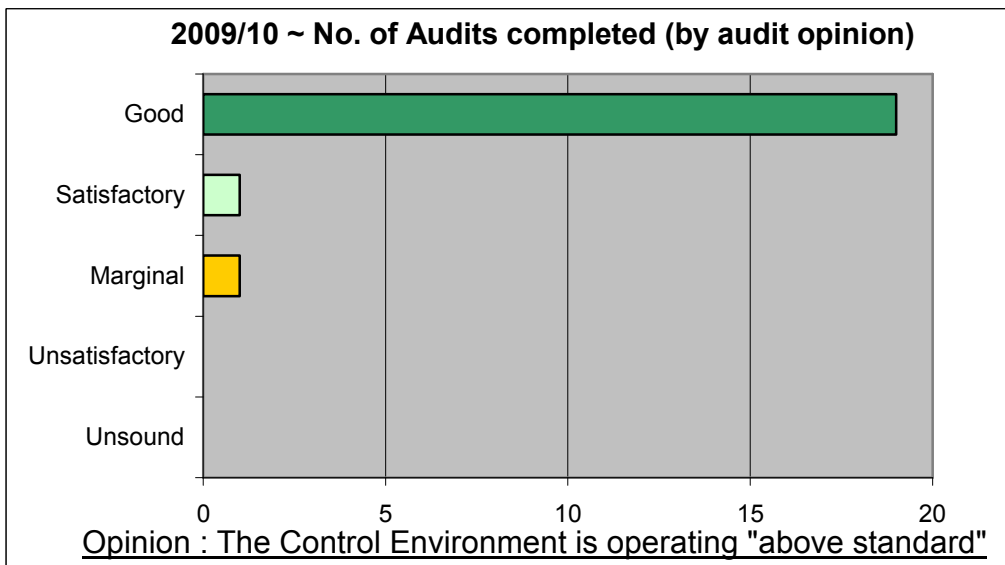 2009/10 ~ No. of Audits completed (by audit opinion)
Good
Satisfactory
Marginal
Unsatisfactory
Unsound
0 5 10 15 20
Opinion : The Control Environment is operating "above standard"